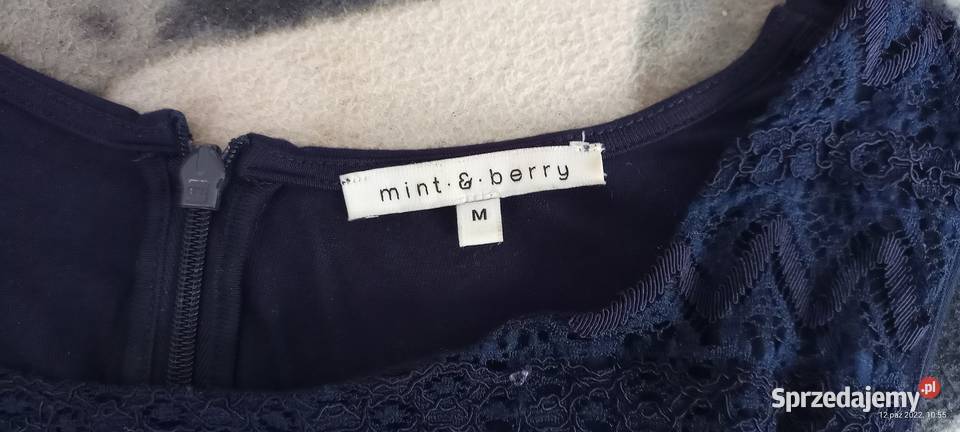 mint·&·berry
M
Sprzedajemy.pl
12 paź 2022, 10:55